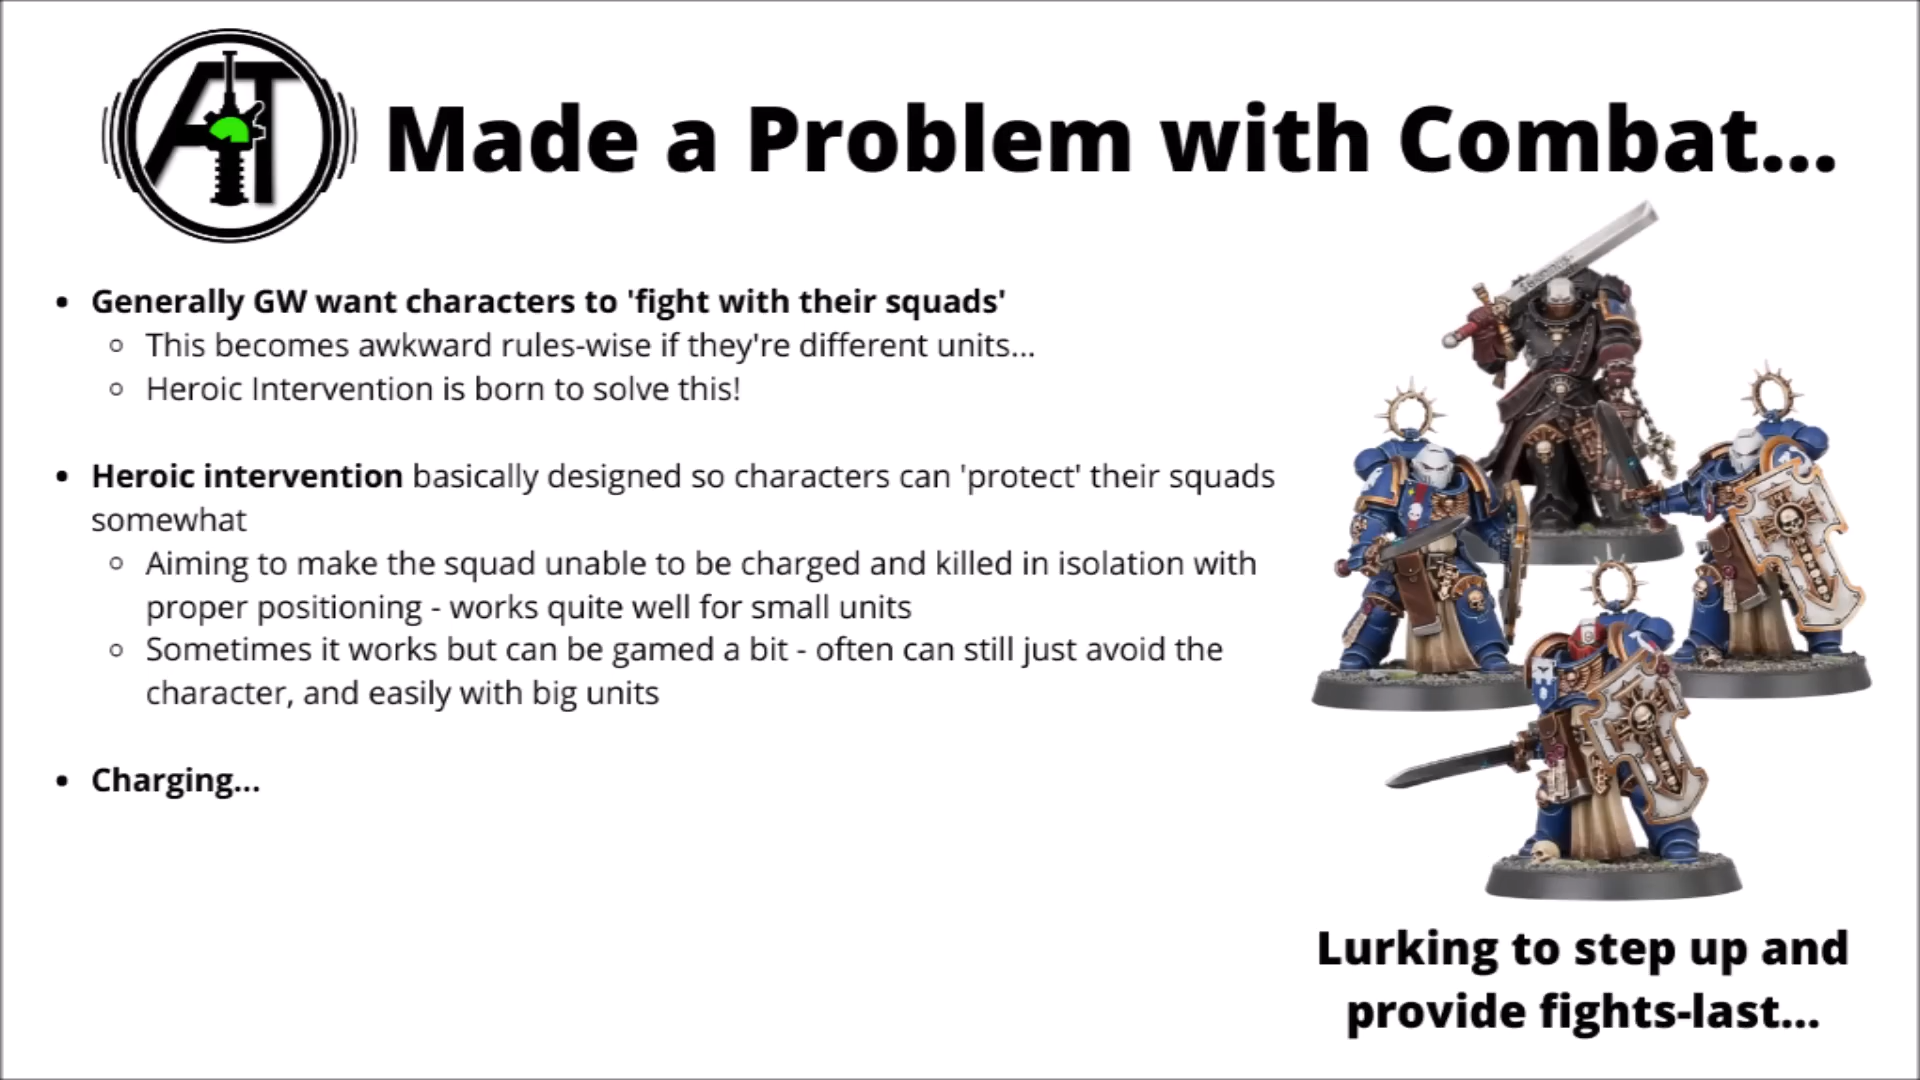 AT
Made a Problem with Combat...
• Generally GW want characters to 'fight with their squads'
◦ This becomes awkward rules-wise if they're different units...
◦ Heroic Intervention is born to solve this!
• Heroic intervention basically designed so characters can 'protect' their squads
somewhat
◦ Aiming to make the squad unable to be charged and killed in isolation with
proper positioning - works quite well for small units
◦ Sometimes it works but can be gamed a bit - often can still just avoid the
character, and easily with big units
• Charging...
Lurking to step up and
provide fights-last...